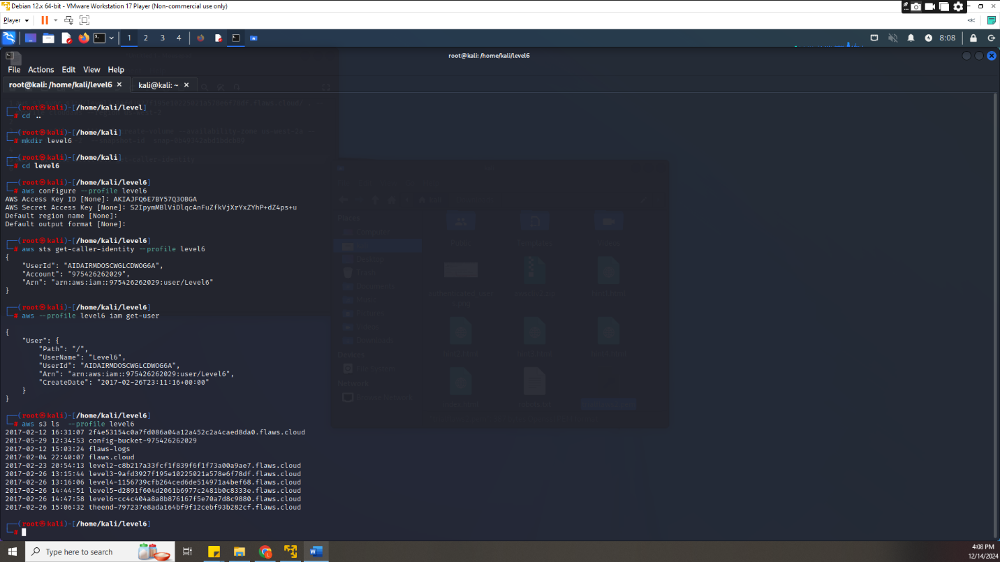 Debian 12.x 64-bit - VMware Workstation 17 Player (Non-commercial use only)
Player
1 2 3 4
8:08
root@kali: /home/kali/level6
File Actions Edit View Help
root@kali: /home/kali/level6 × kali@kali: ~ ×
┌──(root㉿kali)-[/home/kali/level]
└─# cd ..
┌──(root㉿kali)-[/home/kali]
└─# mkdir level6
┌──(root㉿kali)-[/home/kali]
└─# cd level6
┌──(root㉿kali)-[/home/kali/level6]
└─# aws configure --profile level6
AWS Access Key ID [None]: AKIAJFQ6E7BY57Q3OBGA
AWS Secret Access Key [None]: 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
Default region name [None]:
Default output format [None]:
┌──(root㉿kali)-[/home/kali/level6]
└─# aws sts get-caller-identity --profile level6
{
"UserId": "AIDAIRMDOSCWGLCDWOG6A",
"Account": "975426262029",
"Arn": "arn:aws:iam::975426262029:user/Level6"
}
┌──(root㉿kali)-[/home/kali/level6]
└─# aws --profile level6 iam get-user
{
"User": {
"Path": "/",
"UserName": "Level6",
"UserId": "AIDAIRMDOSCWGLCDWOG6A",
"Arn": "arn:aws:iam::975426262029:user/Level6",
"CreateDate": "2017-02-26T23:11:16+00:00"
}
}
┌──(root㉿kali)-[/home/kali/level6]
└─# aws s3 ls --profile level6
2017-02-12 16:31:07 2f4e53154c0a7fd086a04a12a452c2a4caed8da0.flaws.cloud
2017-05-29 12:34:53 config-bucket-975426262029
2017-02-12 15:03:24 flaws-logs
2017-02-04 22:40:07 flaws.cloud
2017-02-23 20:54:13 level2-c8b217a33fcf1f839f6f1f73a00a9ae7.flaws.cloud
2017-02-26 13:15:44 level3-9afd3927f195e10225021a578e6f78df.flaws.cloud
2017-02-26 13:16:06 level4-1156739cfb264ced6de514971a4bef68.flaws.cloud
2017-02-26 14:44:51 level5-d2891f604d2061b6977c2481b0c8333e.flaws.cloud
2017-02-26 14:47:58 level6-cc4c404a8a8b876167f5e70a7d8c9880.flaws.cloud
2017-02-26 15:06:32 theend-797237e8ada164bf9f12cebf93b282cf.flaws.cloud
┌──(root㉿kali)-[/home/kali/level6]
└─#
Type here to search
4:08 PM
12/14/2024